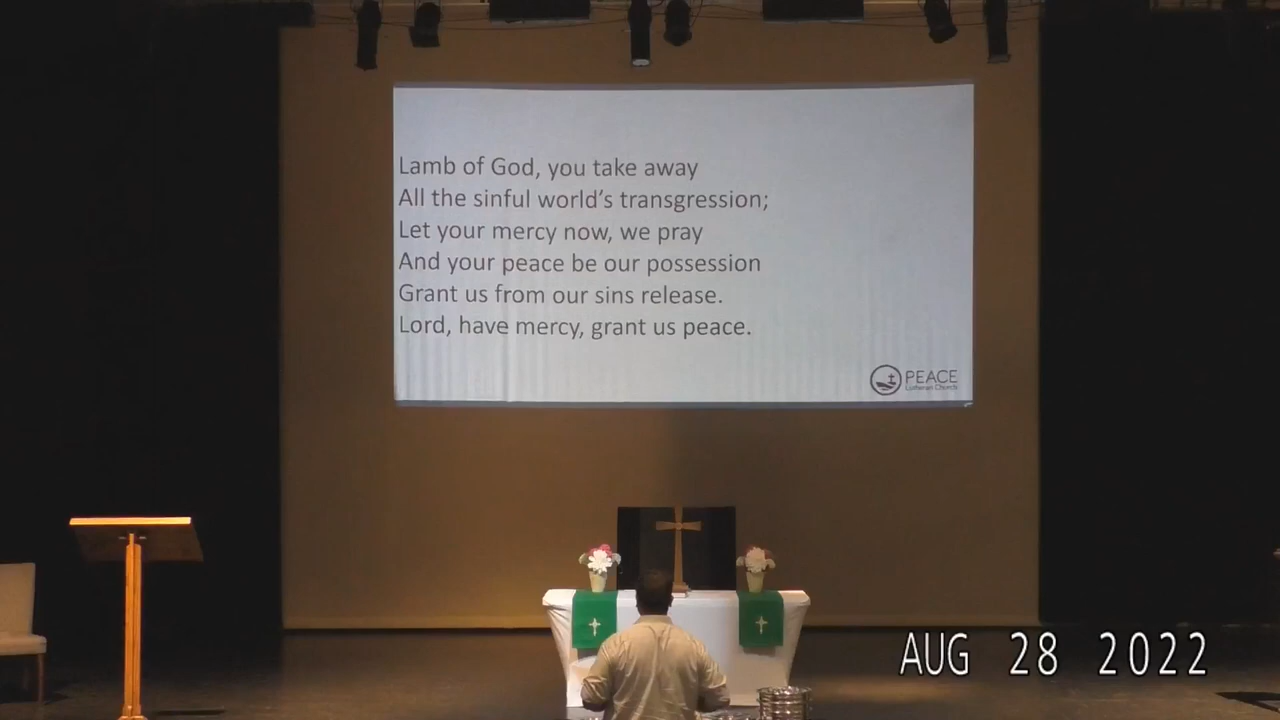 Lamb of God, you take away
All the sinful world's transgression;
Let your mercy now, we pray
And your peace be our possession
Grant us from our sins release.
Lord, have mercy, grant us peace.
PEACE
Lutheran Church
AUG 28 2022